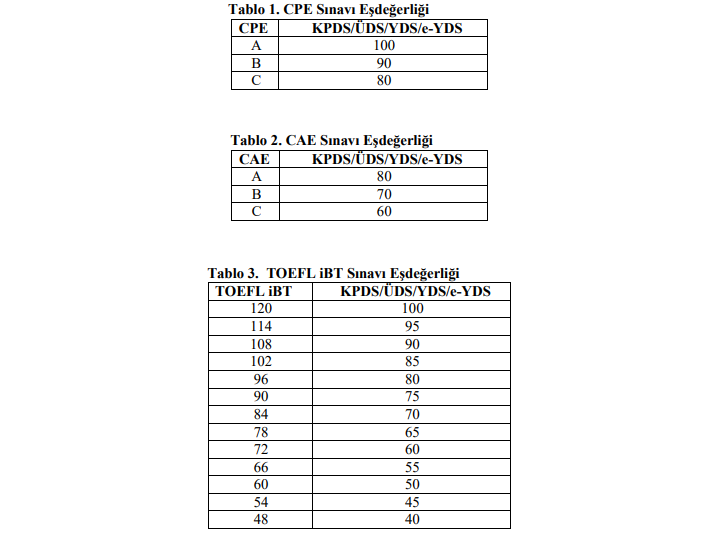 Tablo 1. CPE Sınavı Eşdeğerliği
CPE KPDS/ÜDS/YDS/e-YDS
A 100
B 90
C 80
Tablo 2. CAE Sınavı Eşdeğerliği
CAE KPDS/ÜDS/YDS/e-YDS
A 80
B 70
C 60
Tablo 3. TOEFL iBT Sınavı Eşdeğerliği
TOEFL iBT KPDS/ÜDS/YDS/e-YDS
120 100
114 95
108 90
102 85
96 80
90 75
84 70
78 65
72 60
66 55
60 50
54 45
48 40